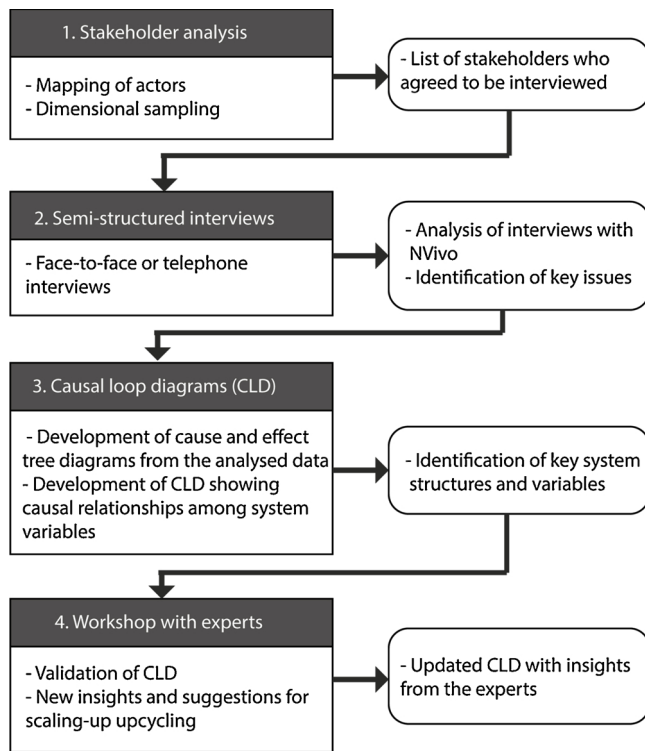 1. Stakeholder analysis
- Mapping of actors
- Dimensional sampling
- List of stakeholders who
agreed to be interviewed
2. Semi-structured interviews
- Face-to-face or telephone
interviews
- Analysis of interviews with
NVivo
- Identification of key issues
3. Causal loop diagrams (CLD)
- Development of cause and effect
tree diagrams from the analysed data
- Development of CLD showing
causal relationships among system
variables
- Identification of key system
structures and variables
4. Workshop with experts
- Validation of CLD
- New insights and suggestions for
scaling-up upcycling
- Updated CLD with insights
from the experts